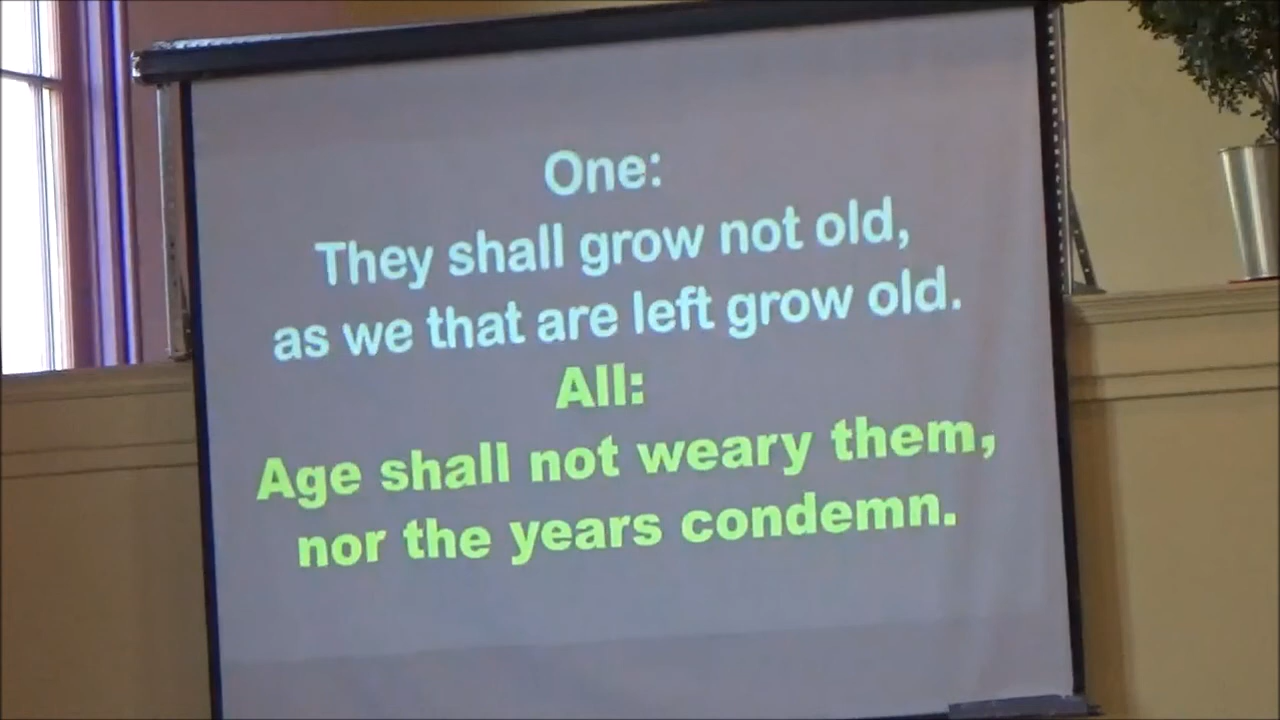 One:
They shall grow not old,
as we that are left grow old.
All:
Age shall not weary them,
nor the years condemn.